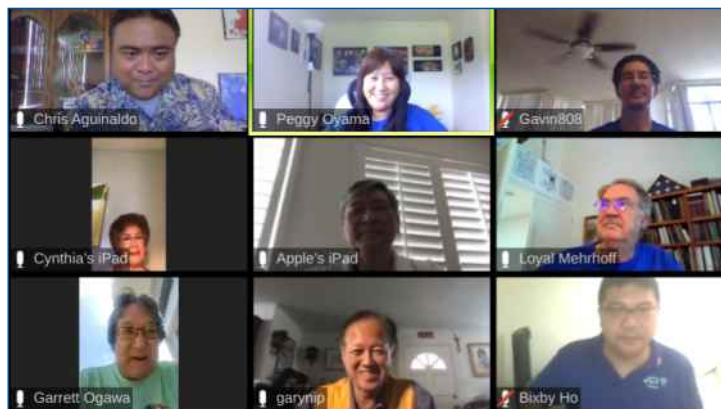 Chris Aguinaldo
Peggy Oyama
Gavin808
Cynthia's iPad
Apple's iPad
Loyal Mehrhoff
Garrett Ogawa
garynip
Bixby Ho